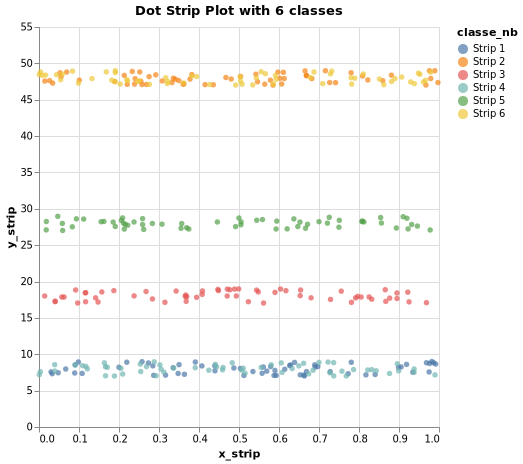 Dot Strip Plot with 6 classes
classe_nb
Strip 1
Strip 2
Strip 3
Strip 4
Strip 5
Strip 6
y_strip
55
50
45
40
35
30
25
20
15
10
5
0
0.0 0.1 0.2 0.3 0.4 0.5 0.6 0.7 0.8 0.9 1.0
x_strip